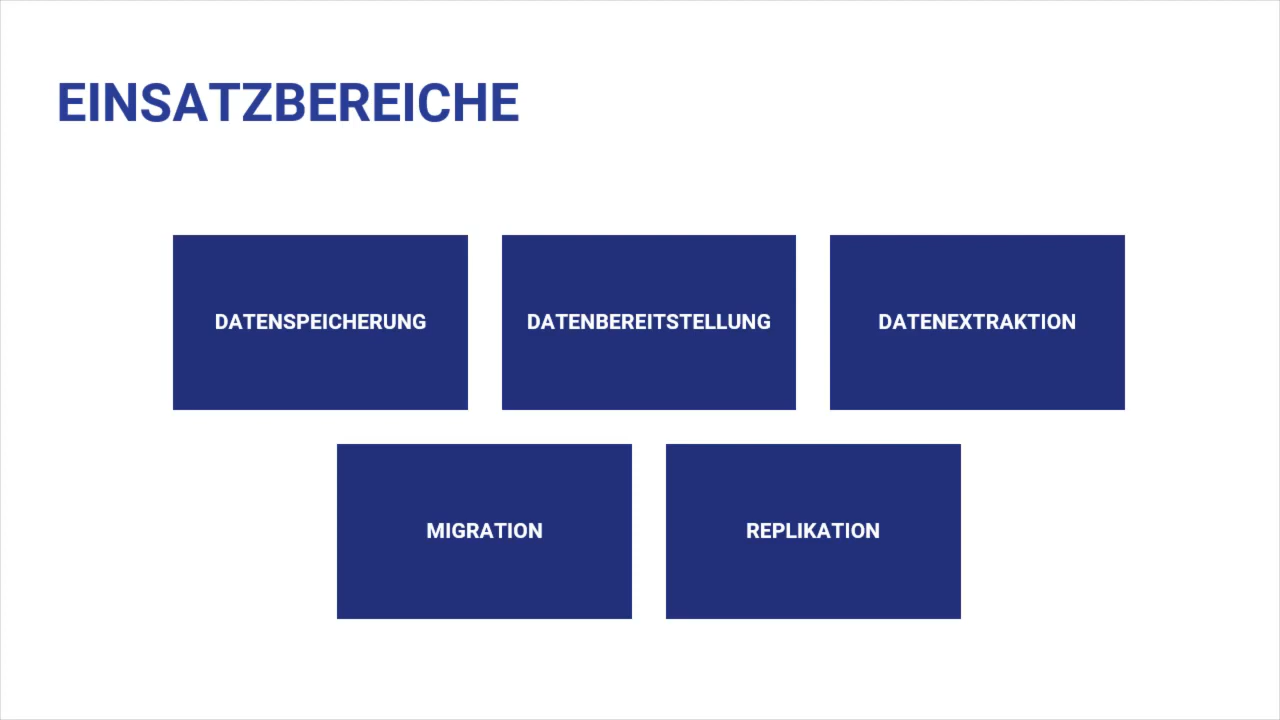 EINSATZBEREICHE
DATENSPEICHERUNG
DATENBEREITSTELLUNG
DATENEXTRAKTION
MIGRATION
REPLIKATION